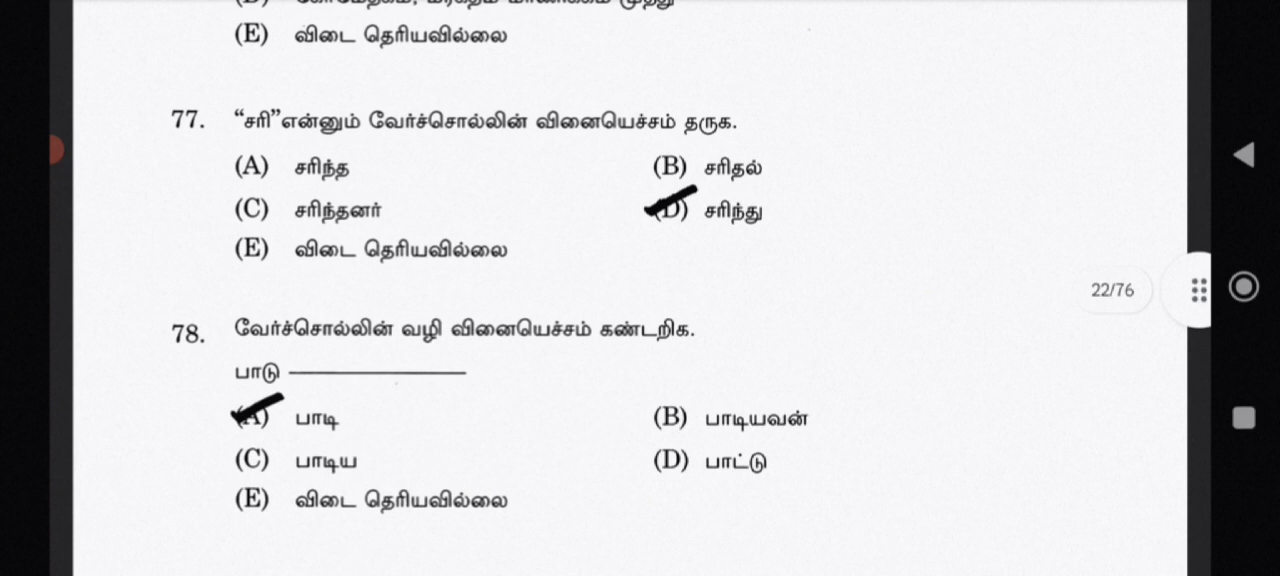 (E) விடை தெரியவில்லை
77. “சரி”என்னும் வேர்ச்சொல்லின் வினையெச்சம் தருக.
(A) சரிந்த (B) சரிதல்
(C) சரிந்தனர் (D) சரிந்து
(E) விடை தெரியவில்லை
22/76
78. வேர்ச்சொல்லின் வழி வினையெச்சம் கண்டறிக.
பாடு
(A) பாடி (B) பாடியவன்
(C) பாடிய (D) பாட்டு
(E) விடை தெரியவில்லை